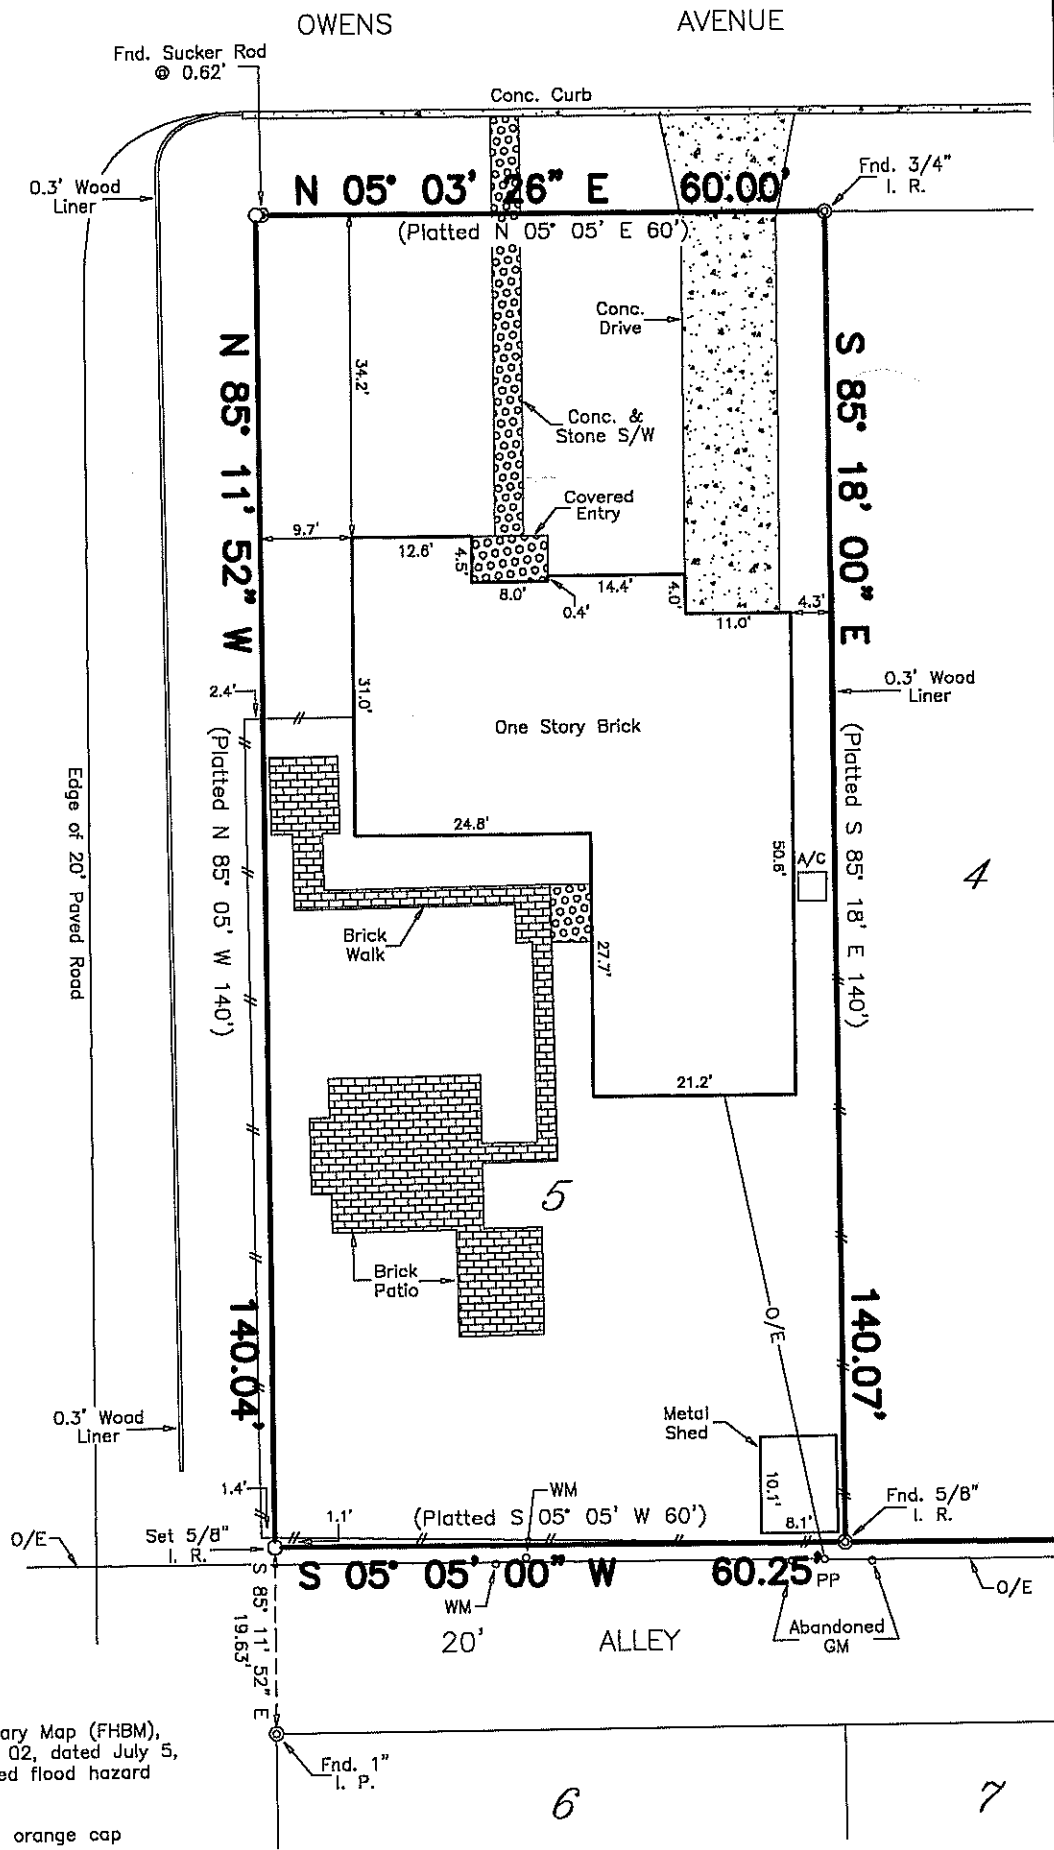 OWENS AVENUE
Fnd. Sucker Rod
@ 0.62'
Conc. Curb
0.3' Wood
Liner
Fnd. 3/4"
I. R.
N 05° 03' 26" E 60.00'
(Platted N 05° 05' E 60')
Conc.
Drive
34.2'
N 85° 11' 52" W
140.04'
S 85° 18' 00" E
140.07'
Conc. &
Stone S/W
Covered
Entry
9.7'
12.6'
4.5'
8.0'
0.4'
14.4'
4.0'
11.0'
4.3'
0.3' Wood
Liner
2.4'
31.0'
One Story Brick
(Platted N 85° 05' W 140')
(Platted S 85° 18' E 140')
Edge of 20' Paved Road
24.8'
50.6'
A/C
4
Brick
Walk
27.7'
21.2'
5
Brick
Patio
O/E
0.3' Wood
Liner
Metal
Shed
10.1'
8.1'
1.4'
1.1'
WM
(Platted S 05° 05' W 60')
Fnd. 5/8"
I. R.
O/E
Set 5/8"
I. R.
S 05° 05' 00" W 60.25'
PP
O/E
WM
Abandoned
GM
S 85° 11' 52" E
19.63'
20' ALLEY
ary Map (FHBM),
02, dated July 5,
ed flood hazard
Fnd. 1"
I. P.
6
7
orange cap